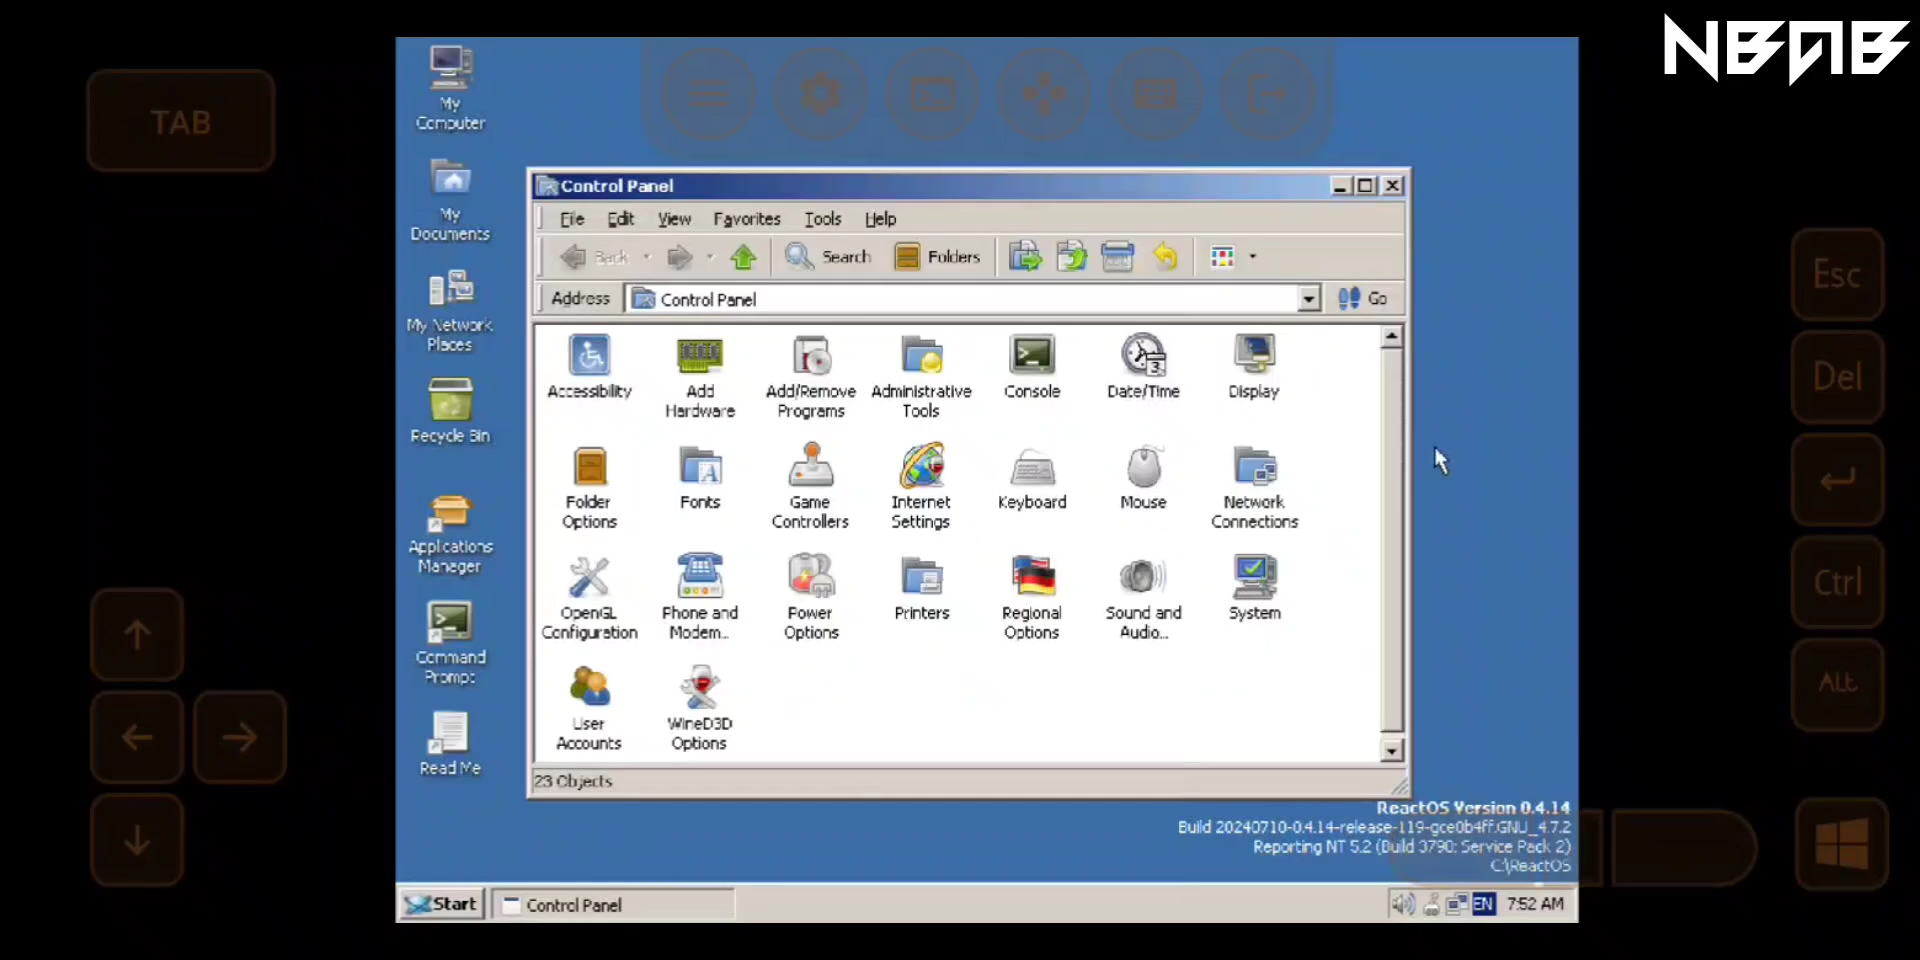 NBAB
TAB
My
Computer
My
Documents
My Network
Places
Recycle Bin
Applications
Manager
Command
Prompt
Read Me
Control Panel
File Edit View Favorites Tools Help
Back Search Folders
Address Control Panel Go
Accessibility
Add
Hardware
Add/Remove
Programs
Administrative
Tools
Console
Date/Time
Display
Folder
Options
Fonts
Game
Controllers
Internet
Settings
Keyboard
Mouse
Network
Connections
OpenGL
Configuration
Phone and
Modem...
Power
Options
Printers
Regional
Options
Sound and
Audio...
System
User
Accounts
WineD3D
Options
23 Objects
Esc
Del
Ctrl
ALt
ReactOS Version 0.4.14
Build 20240710-0.4.14-release-119-gce0b4ff.GNU_4.7.2
Reporting NT 5.2 (Build 3790: Service Pack 2)
C:\ReactOS
Start Control Panel EN 7:52 AM